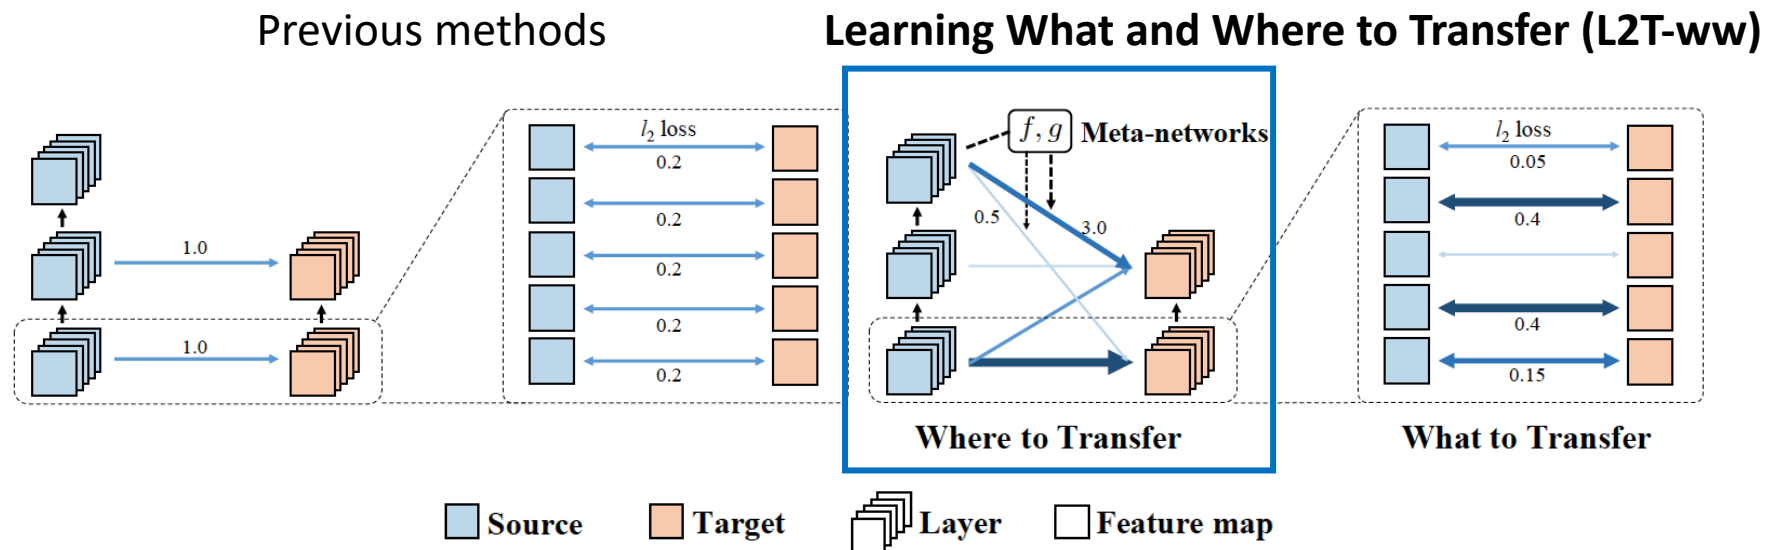 Previous methods
Learning What and Where to Transfer (L2T-ww)
1.0
1.0
l₂ loss
0.2
0.2
0.2
0.2
0.2
f, g
Meta-networks
0.5
3.0
Where to Transfer
l₂ loss
0.05
0.4
0.4
0.15
What to Transfer
Source
Target
Layer
Feature map